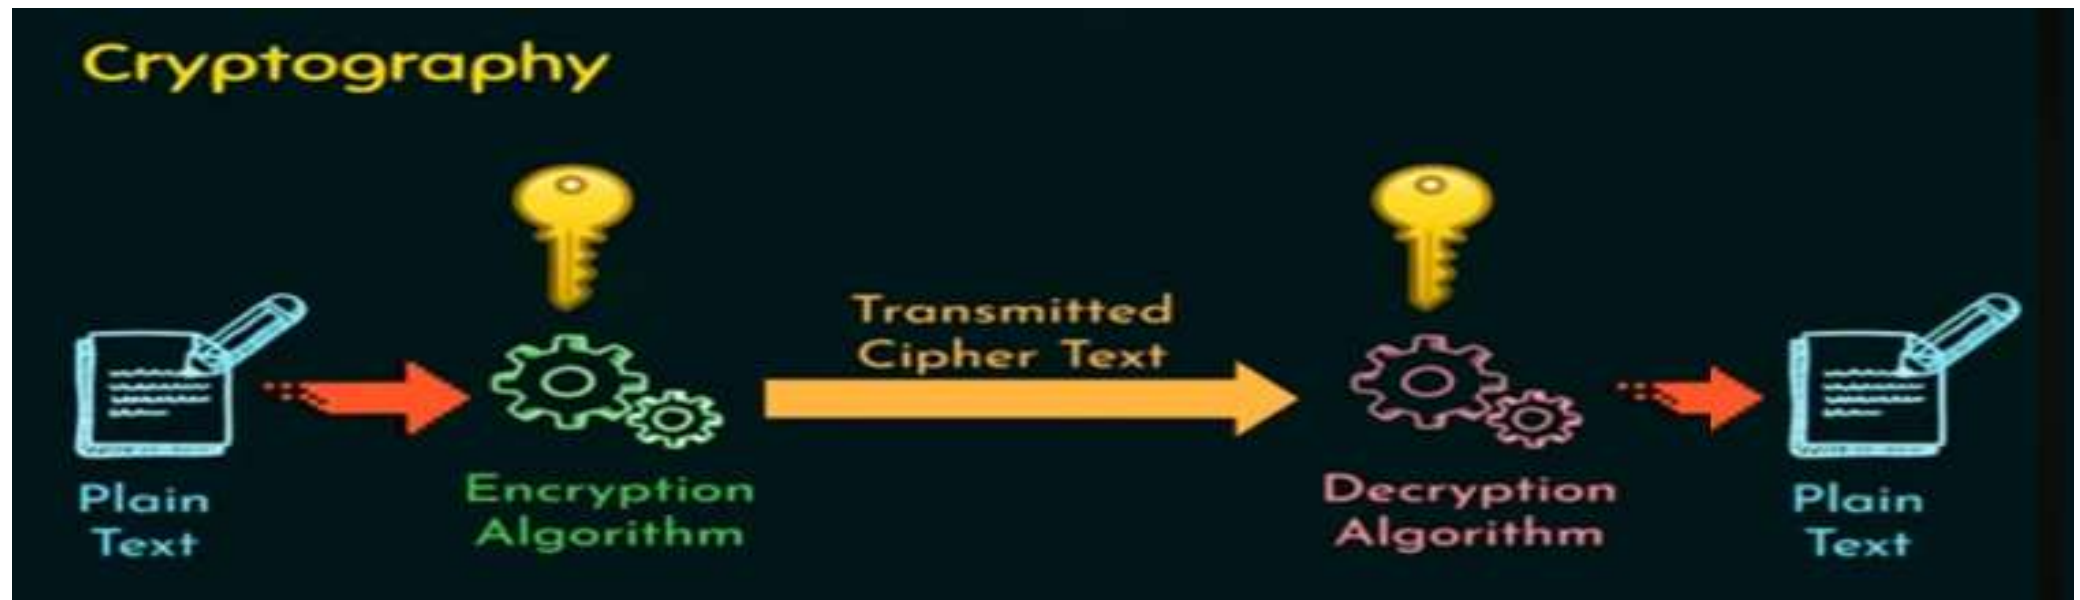 Cryptography
Transmitted
Cipher Text
Plain
Text
Encryption
Algorithm
Decryption
Algorithm
Plain
Text